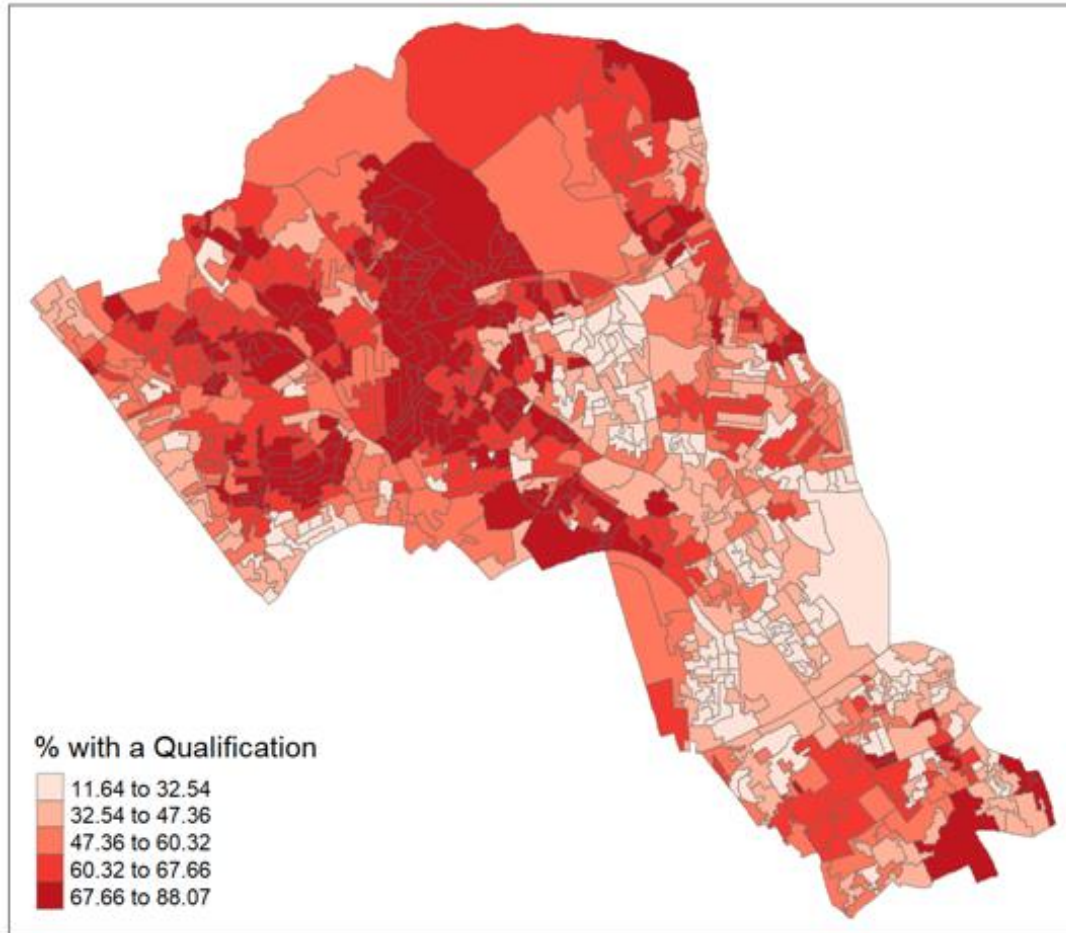 % with a Qualification
11.64 to 32.54
32.54 to 47.36
47.36 to 60.32
60.32 to 67.66
67.66 to 88.07